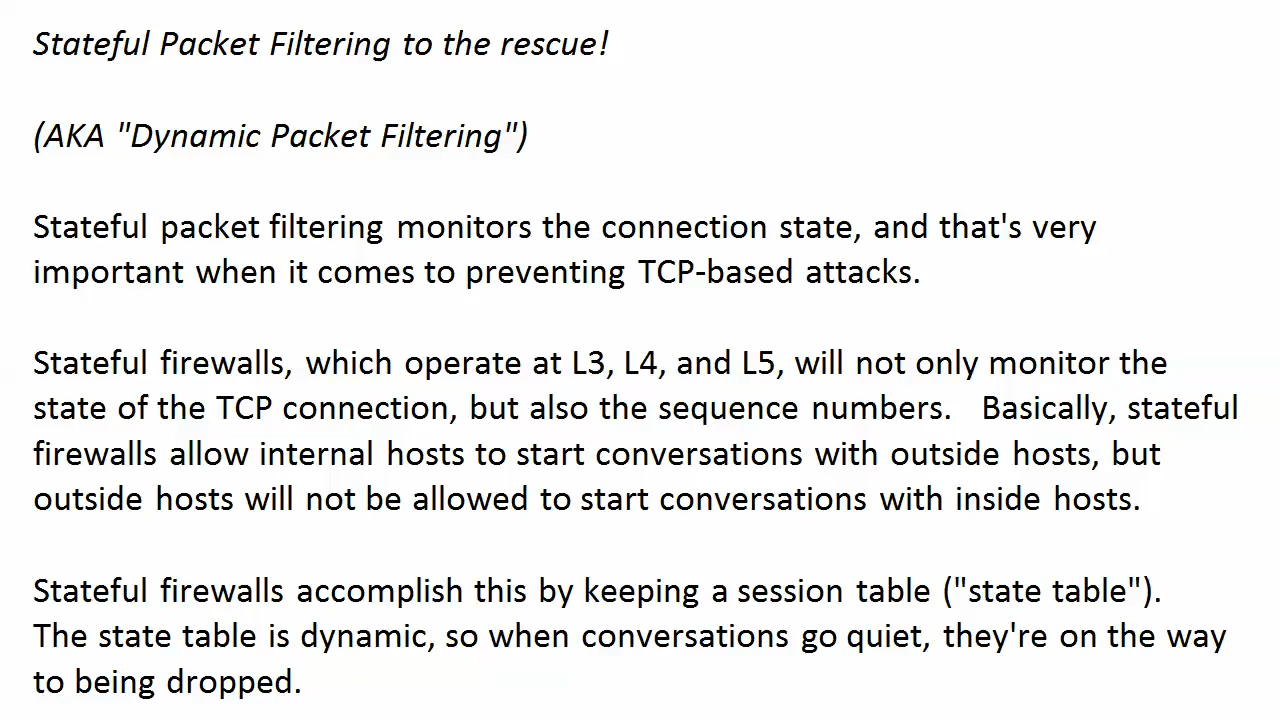 Stateful Packet Filtering to the rescue!
(AKA "Dynamic Packet Filtering")
Stateful packet filtering monitors the connection state, and that's very
important when it comes to preventing TCP-based attacks.
Stateful firewalls, which operate at L3, L4, and L5, will not only monitor the
state of the TCP connection, but also the sequence numbers.   Basically, stateful
firewalls allow internal hosts to start conversations with outside hosts, but
outside hosts will not be allowed to start conversations with inside hosts.
Stateful firewalls accomplish this by keeping a session table ("state table").
The state table is dynamic, so when conversations go quiet, they're on the way
to being dropped.